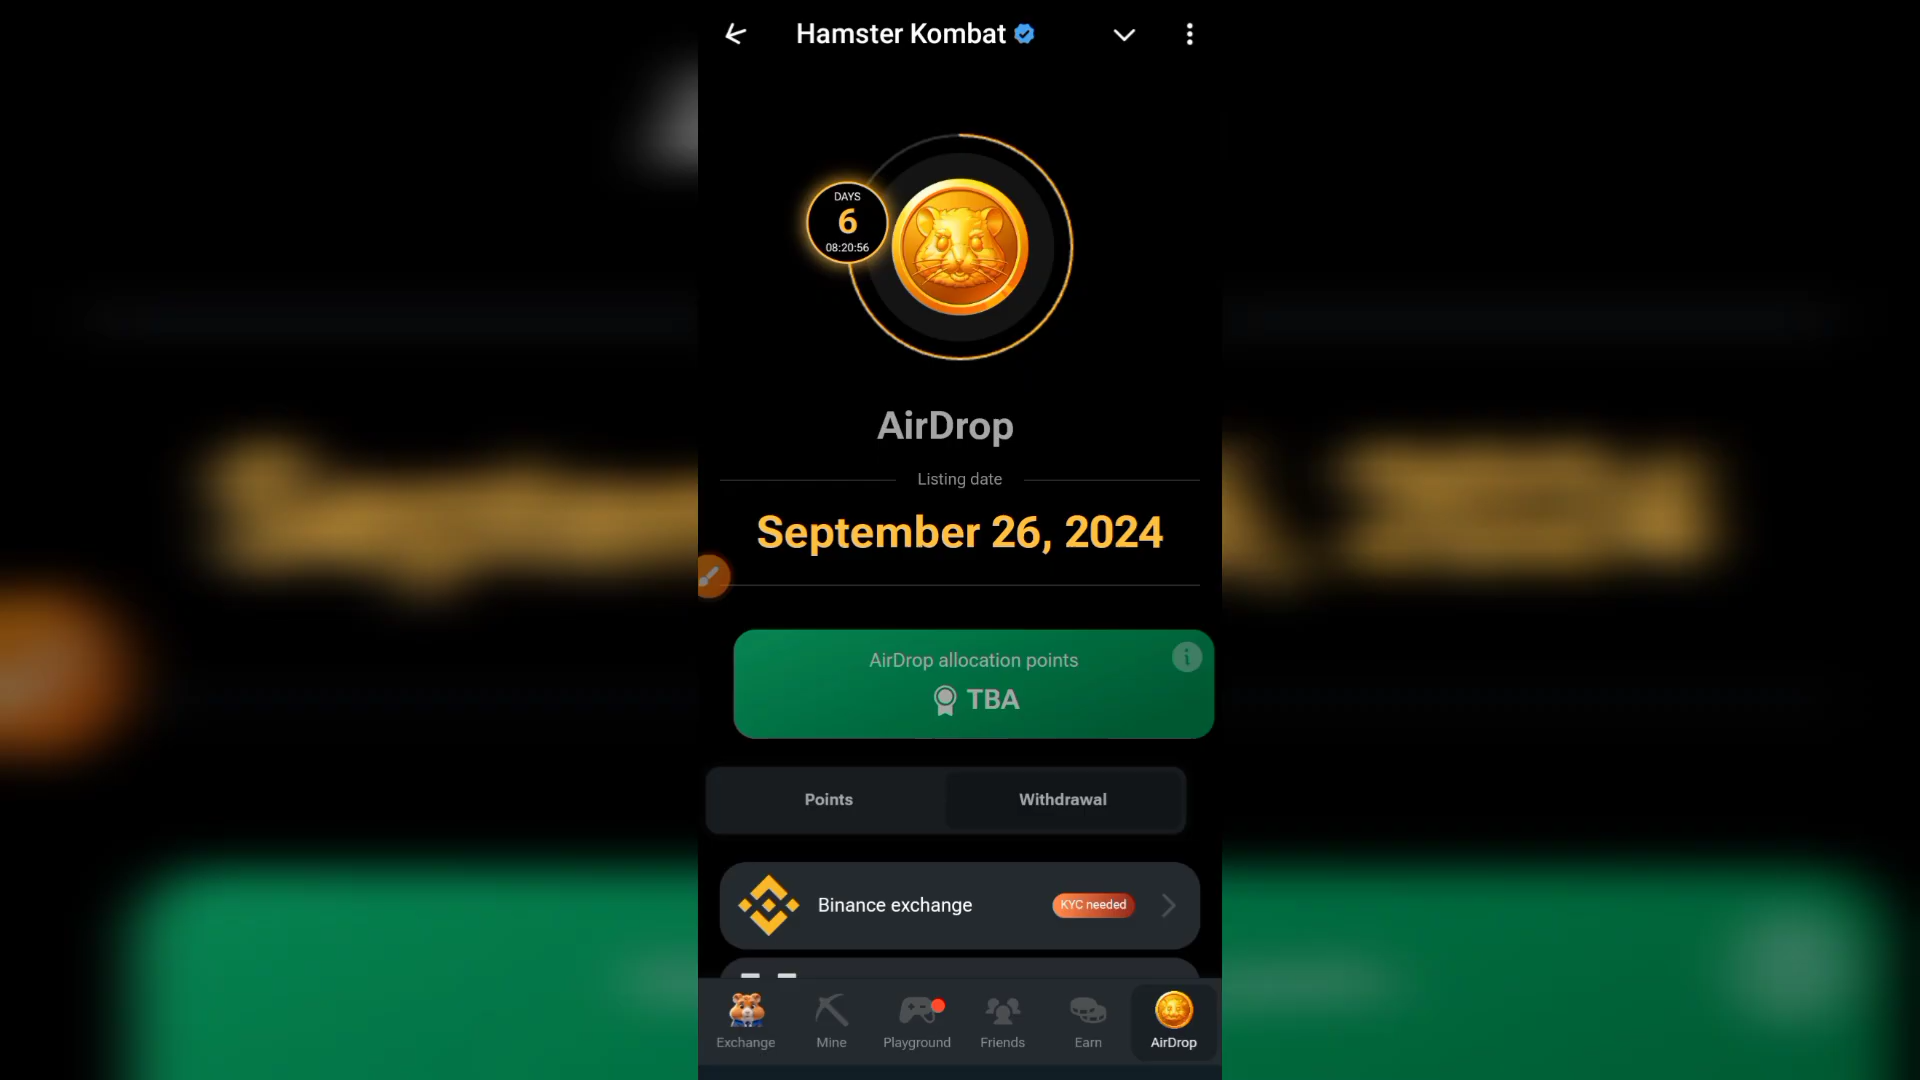 Hamster Kombat
DAYS
6
08:20:56
AirDrop
Listing date
September 26, 2024
AirDrop allocation points
TBA
Points
Withdrawal
Binance exchange
KYC needed
Exchange
Mine
Playground
Friends
Earn
AirDrop